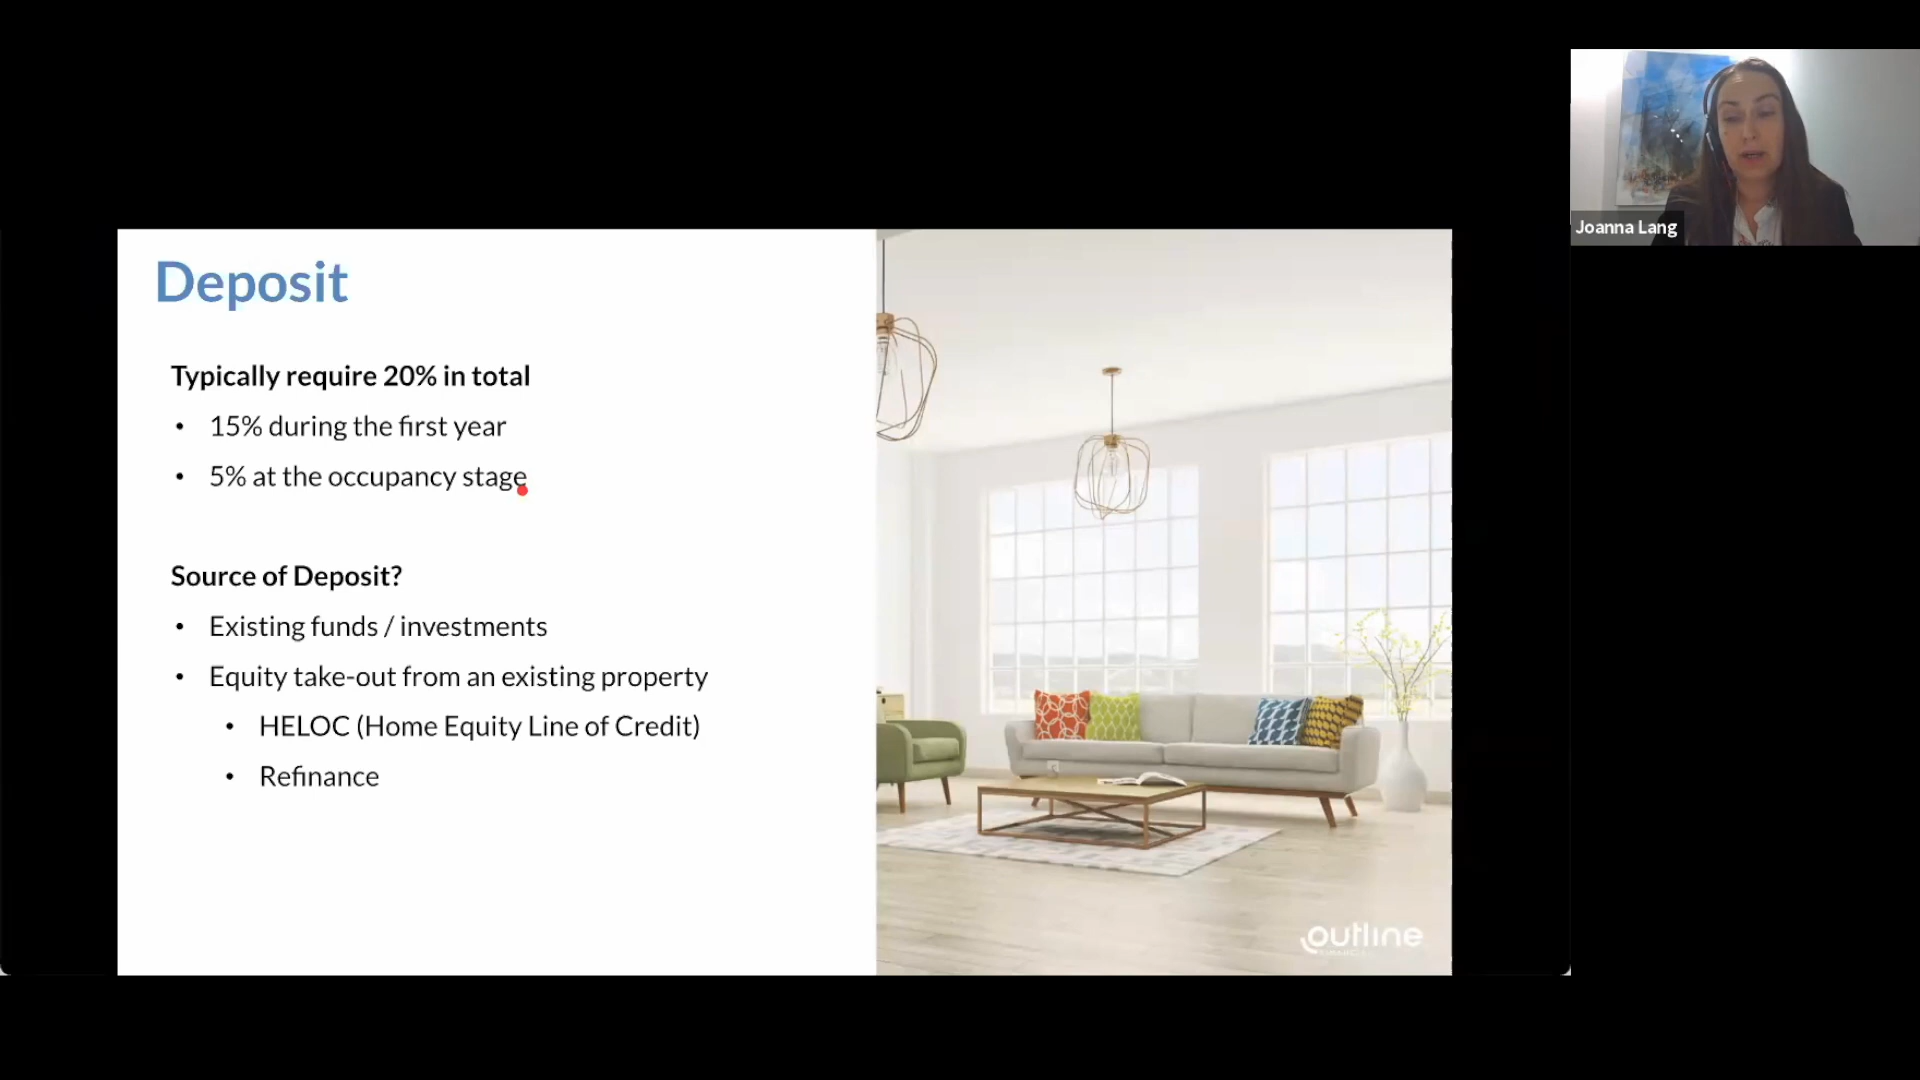 Joanna Lang
Deposit
Typically require 20% in total
• 15% during the first year
• 5% at the occupancy stage
Source of Deposit?
• Existing funds / investments
• Equity take-out from an existing property
• HELOC (Home Equity Line of Credit)
• Refinance
outline